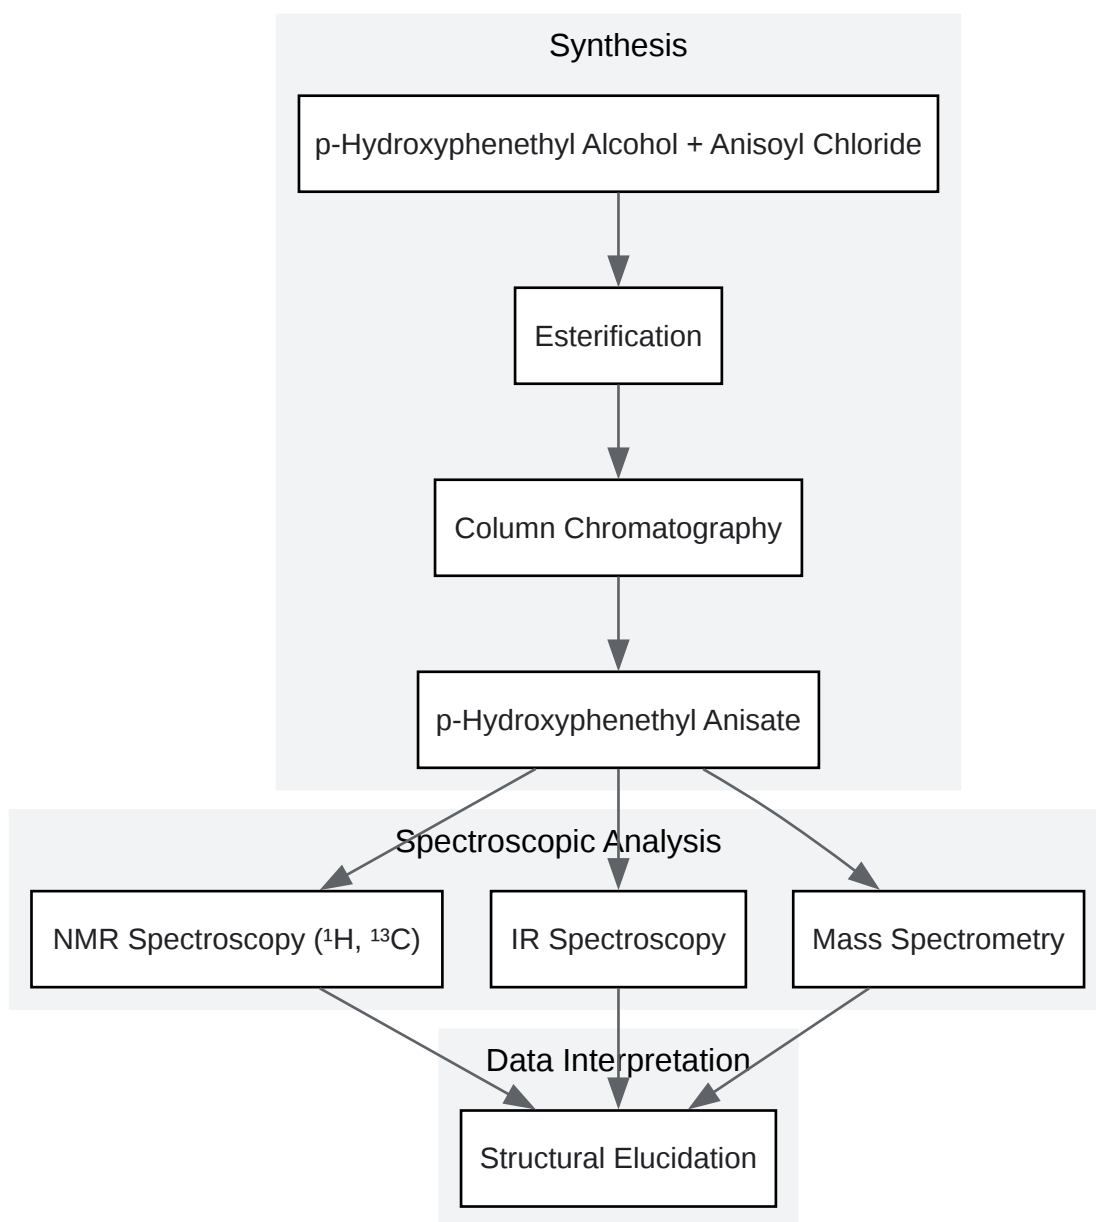 Synthesis
p-Hydroxyphenethyl Alcohol + Anisoyl Chloride
Esterification
Column Chromatography
p-Hydroxyphenethyl Anisate
Spectroscopic Analysis
NMR Spectroscopy (¹H, ¹³C)
IR Spectroscopy
Mass Spectrometry
Data Interpretation
Structural Elucidation